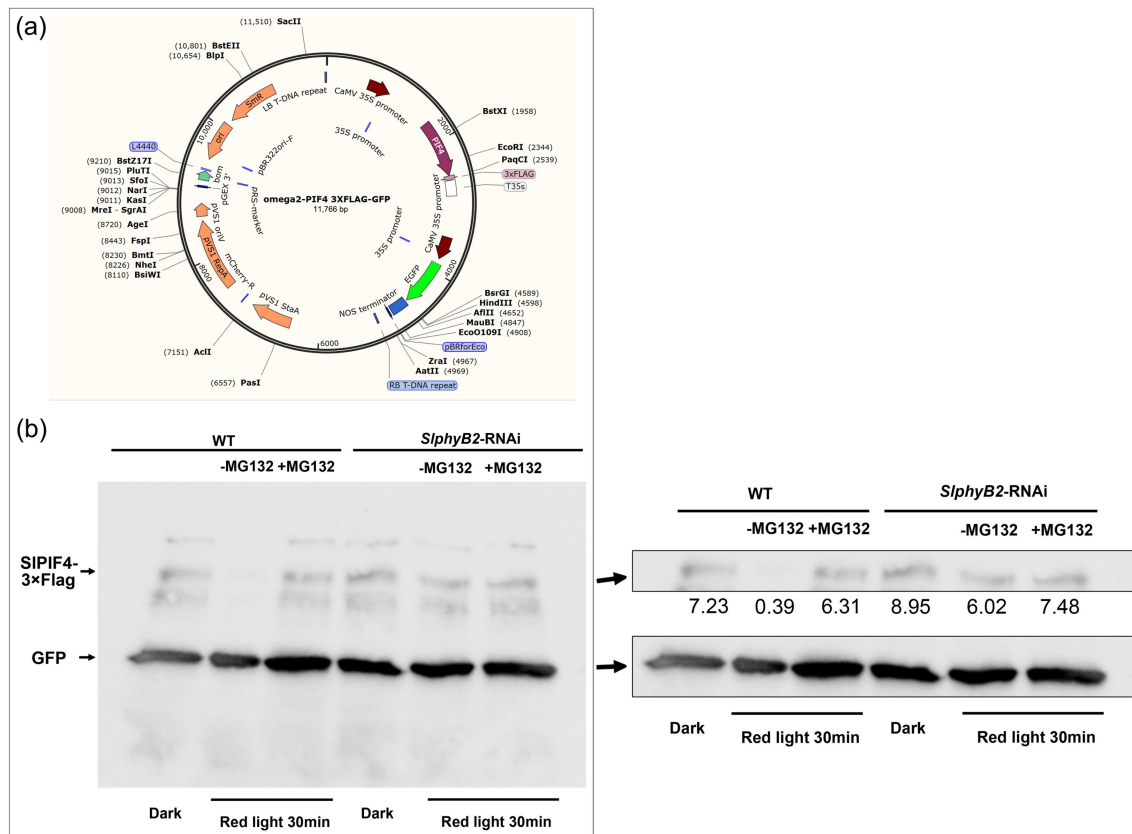 (a)
(11,510) SacII
(10,801) BstEII
(10,654) BlpI
LB T-DNA repeat
CaMV 35S promoter
SmR
35S promoter
BstXI (1958)
2000
10,000
ori
PIF4
EcoRI (2344)
PaqCI (2539)
3xFLAG
T35s
L4440
(9210) BstZ17I
(9015) PluTI
(9013) SfoI
(9012) NarI
(9011) KasI
(9008) MreI - SgrAI
(8720) AgeI
(8443) FspI
(8230) BmtI
(8226) NheI
(8110) BsiWI
pBR322ori-F
bom
pGEX 3'
pRS-marker
omega2-PIF4 3XFLAG-GFP
11,766 bp
CaMV 35S promoter
35S promoter
pVS1 oriV
pVS1 RepA
8000
mCherry-R
pVS1 StaA
EGFP
4000
NOS terminator
BsrGI (4589)
HindIII (4598)
AflII (4652)
MauBI (4847)
EcoO109I (4908)
pBRforEco
ZraI (4967)
AatII (4969)
RB T-DNA repeat
6000
(7151) AclI
(6557) PasI
(b)
WT SlphyB2-RNAi
-MG132 +MG132 -MG132 +MG132
SlPIF4-
3×Flag
GFP
Dark Red light 30min Dark Red light 30min
WT SlphyB2-RNAi
-MG132 +MG132 -MG132 +MG132
7.23 0.39 6.31 8.95 6.02 7.48
Dark Red light 30min Dark Red light 30min